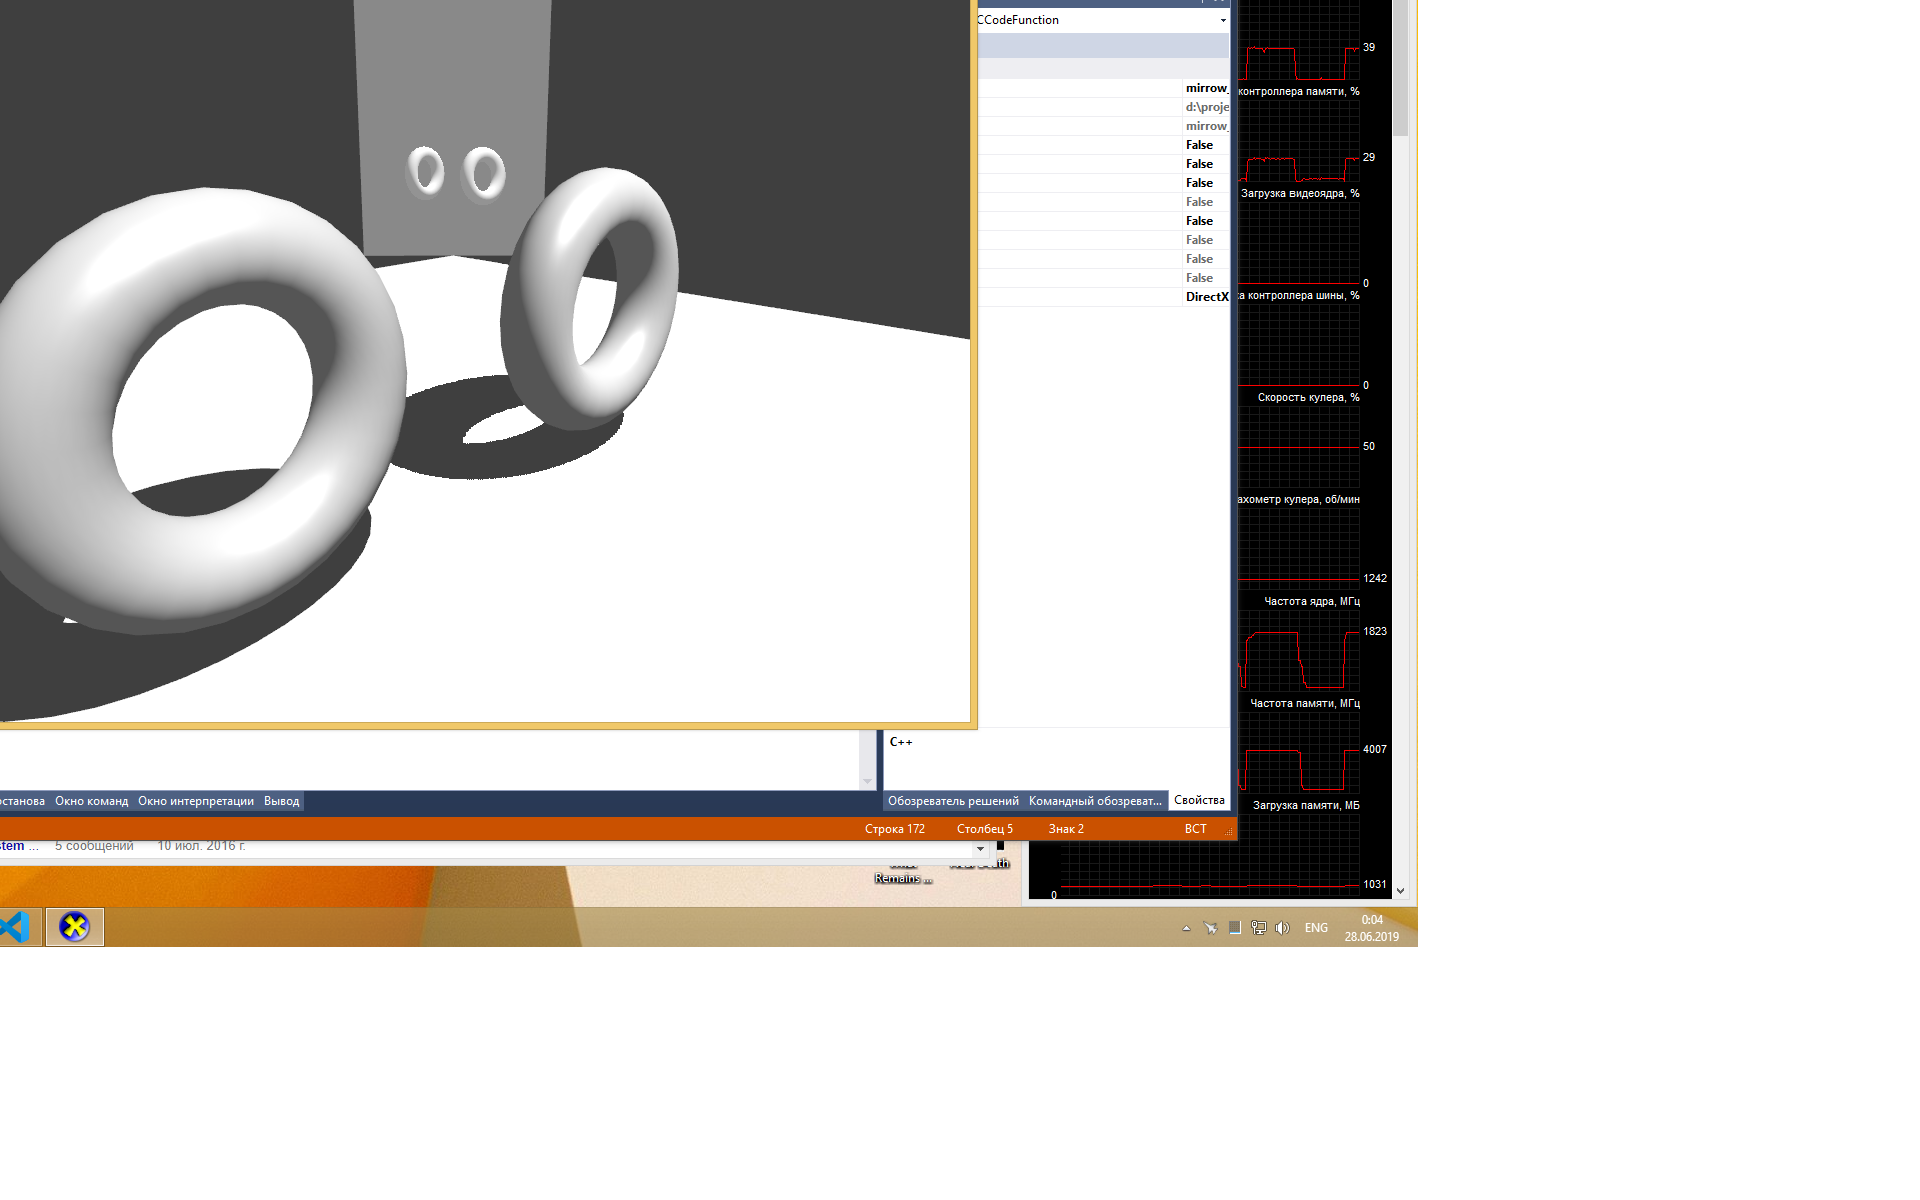 CCodeFunction
mirrow_
d:\proje
mirrow_
False
False
False
False
False
False
False
False
DirectX
C++
останова Окно команд Окно интерпретации Вывод
Обозреватель решений Командный обозреват... Свойства
Строка 172 Столбец 5 Знак 2 ВСТ
stem ... 5 сообщений 10 июл. 2016 г.
Remains ...
39
контроллера памяти, %
29
Загрузка видеоядра, %
0
ка контроллера шины, %
0
Скорость кулера, %
50
ахометр кулера, об/мин
1242
Частота ядра, МГц
1823
Частота памяти, МГц
4007
Загрузка памяти, МБ
1031
0
ENG
0:04
28.06.2019